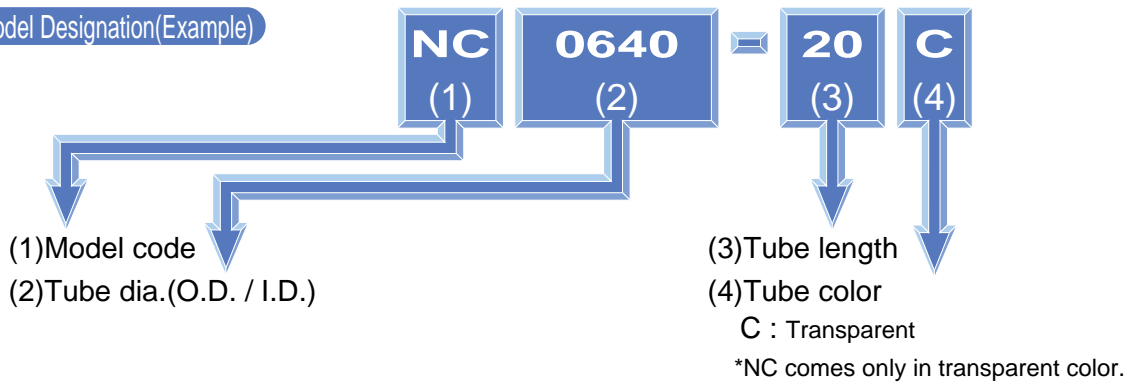 Model Designation(Example)
NC 0640 - 20 C
(1) (2) (3) (4)
(1)Model code
(2)Tube dia.(O.D. / I.D.)
(3)Tube length
(4)Tube color
C : Transparent
*NC comes only in transparent color.